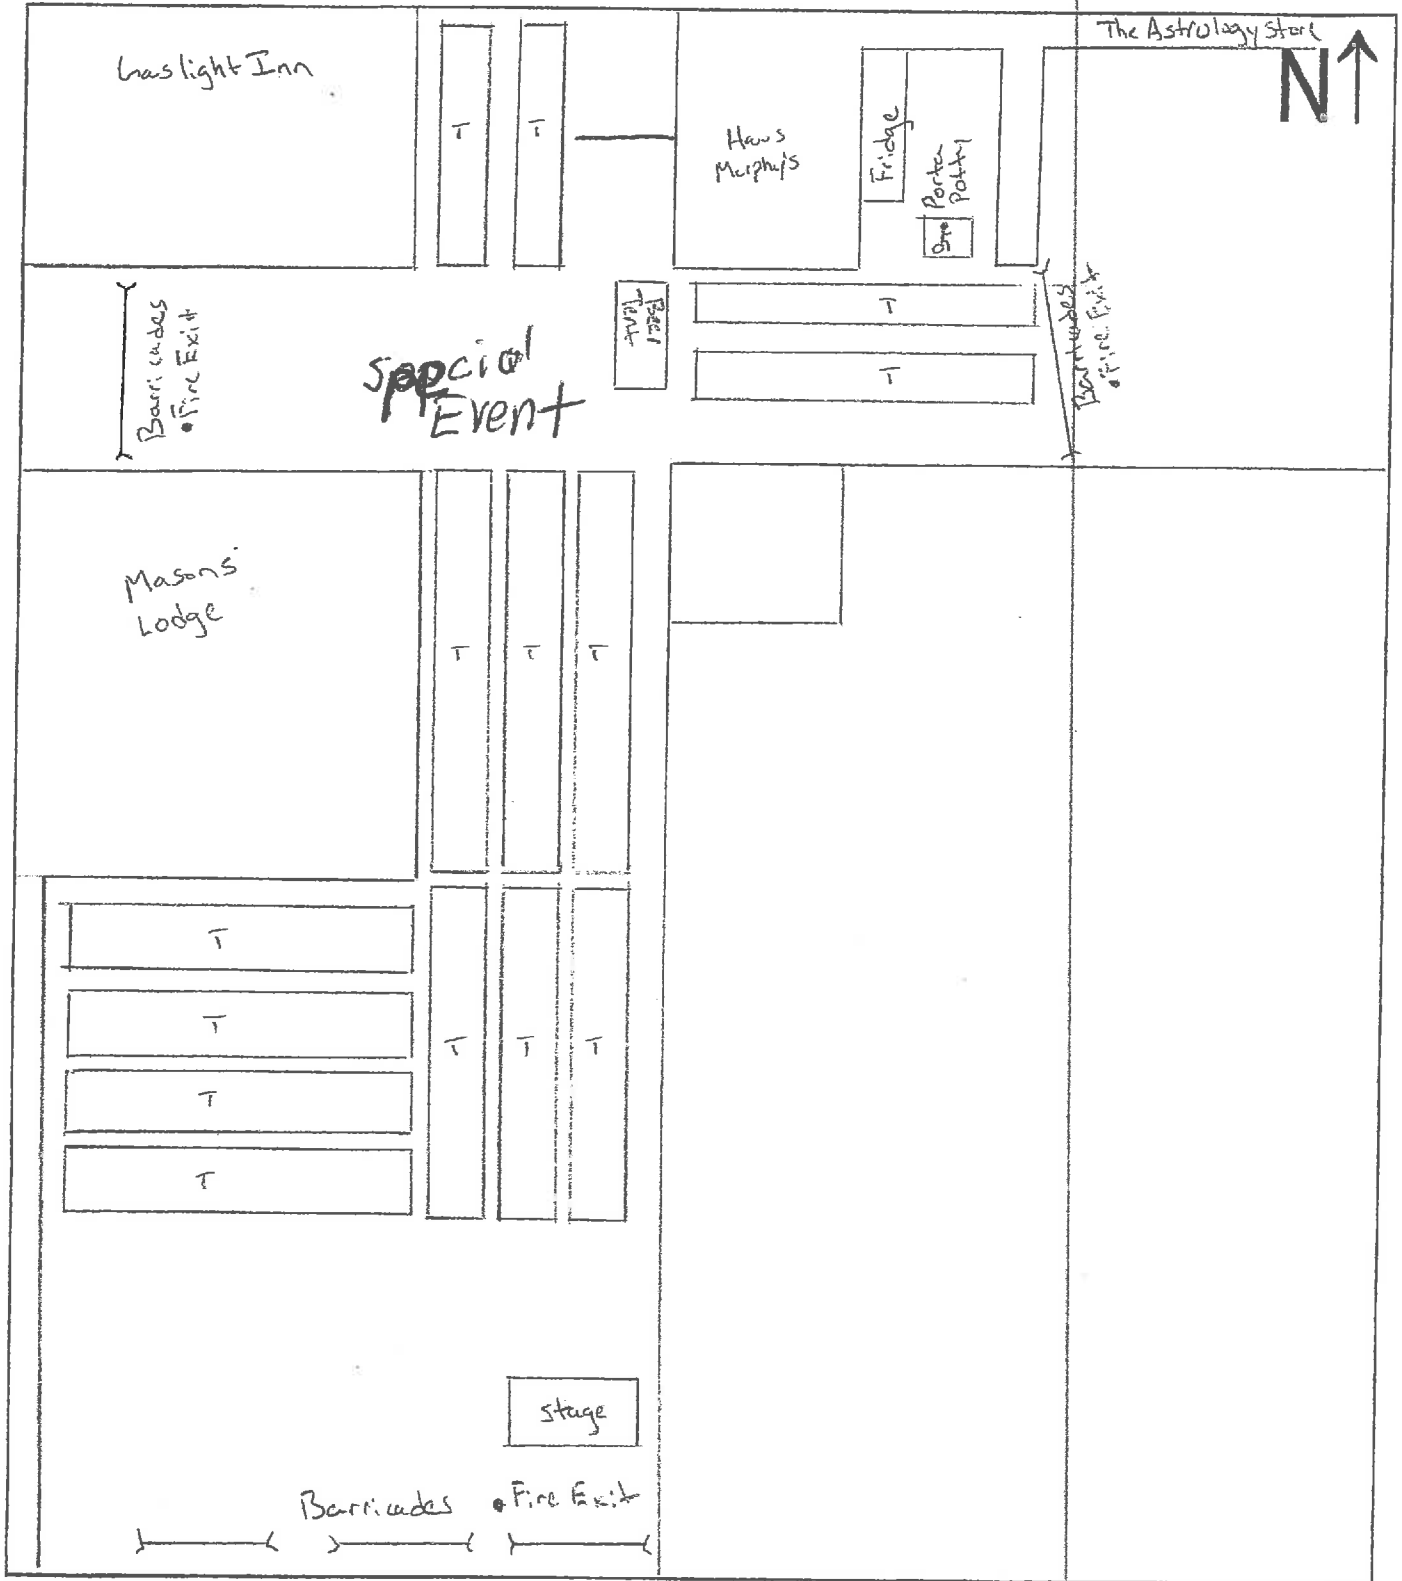 The Astrology Store
N
Gaslight Inn
T
T
Haus
Murphy's
Fridge
Porta
Potty
Barricades
• Fire Exit
Special
Event
Beer
Tent
T
T
Barricades
• Fire Exit
Masons'
Lodge
T
T
T
T
T
T
T
T
T
T
stage
Barricades • Fire Exit